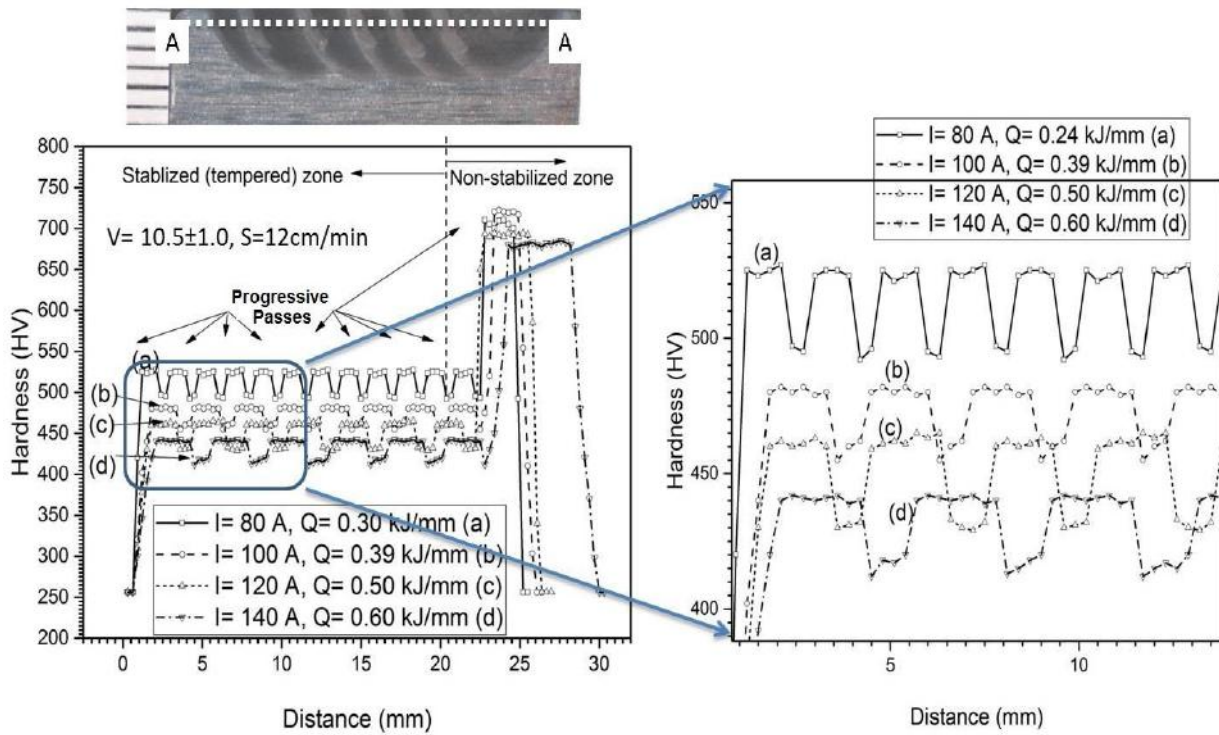 A
A
800
750
700
650
600
550
500
450
400
350
300
250
200
Hardness (HV)
Stablized (tempered) zone
Non-stabilized zone
V= 10.5±1.0, S=12cm/min
Progressive
Passes
(a)
(b)
(c)
(d)
I= 80 A, Q= 0.30 kJ/mm (a)
I= 100 A, Q= 0.39 kJ/mm (b)
I= 120 A, Q= 0.50 kJ/mm (c)
I= 140 A, Q= 0.60 kJ/mm (d)
0
5
10
15
20
25
30
Distance (mm)
I= 80 A, Q= 0.24 kJ/mm (a)
I= 100 A, Q= 0.39 kJ/mm (b)
I= 120 A, Q= 0.50 kJ/mm (c)
I= 140 A, Q= 0.60 kJ/mm (d)
550
500
450
400
Hardness (HV)
(a)
(b)
(c)
(d)
5
10
Distance (mm)